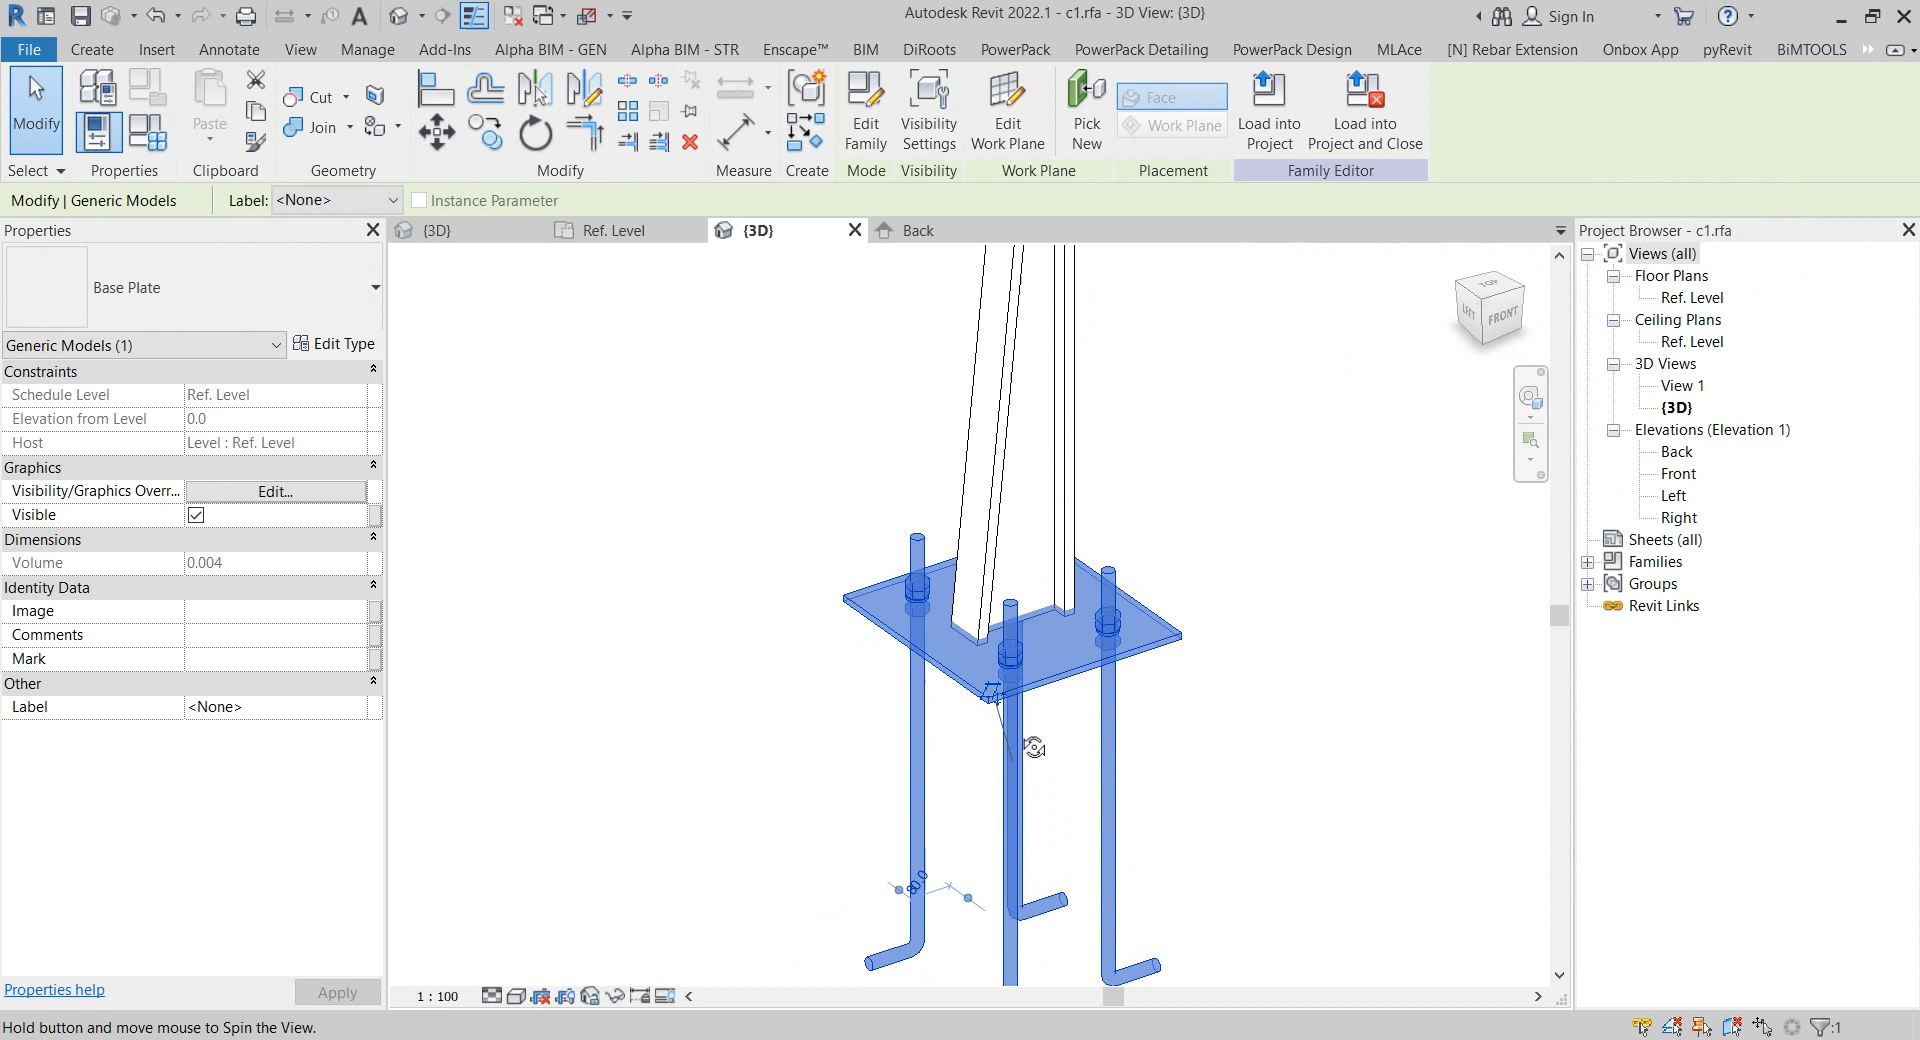 Autodesk Revit 2022.1 - c1.rfa - 3D View: {3D}
Sign In
File Create Insert Annotate View Manage Add-Ins Alpha BIM - GEN Alpha BIM - STR Enscape™ BIM DiRoots PowerPack PowerPack Detailing PowerPack Design MLAce [N] Rebar Extension Onbox App pyRevit BiMTOOLS
Modify
Paste
Cut
Join
Edit Family
Visibility Settings
Edit Work Plane
Pick New
Face
Work Plane
Load into Project
Load into Project and Close
Select Properties Clipboard Geometry Modify Measure Create Mode Visibility Work Plane Placement Family Editor
Modify | Generic Models Label: <None> Instance Parameter
Properties
{3D} Ref. Level {3D} Back
Project Browser - c1.rfa
Base Plate
Generic Models (1) Edit Type
Constraints
Schedule Level Ref. Level
Elevation from Level 0.0
Host Level : Ref. Level
Graphics
Visibility/Graphics Overr... Edit...
Visible
Dimensions
Volume 0.004
Identity Data
Image
Comments
Mark
Other
Label <None>
Properties help Apply
TOP
LEFT
FRONT
80.0
1 : 100
Views (all)
Floor Plans
Ref. Level
Ceiling Plans
Ref. Level
3D Views
View 1
{3D}
Elevations (Elevation 1)
Back
Front
Left
Right
Sheets (all)
Families
Groups
Revit Links
Hold button and move mouse to Spin the View.
:1